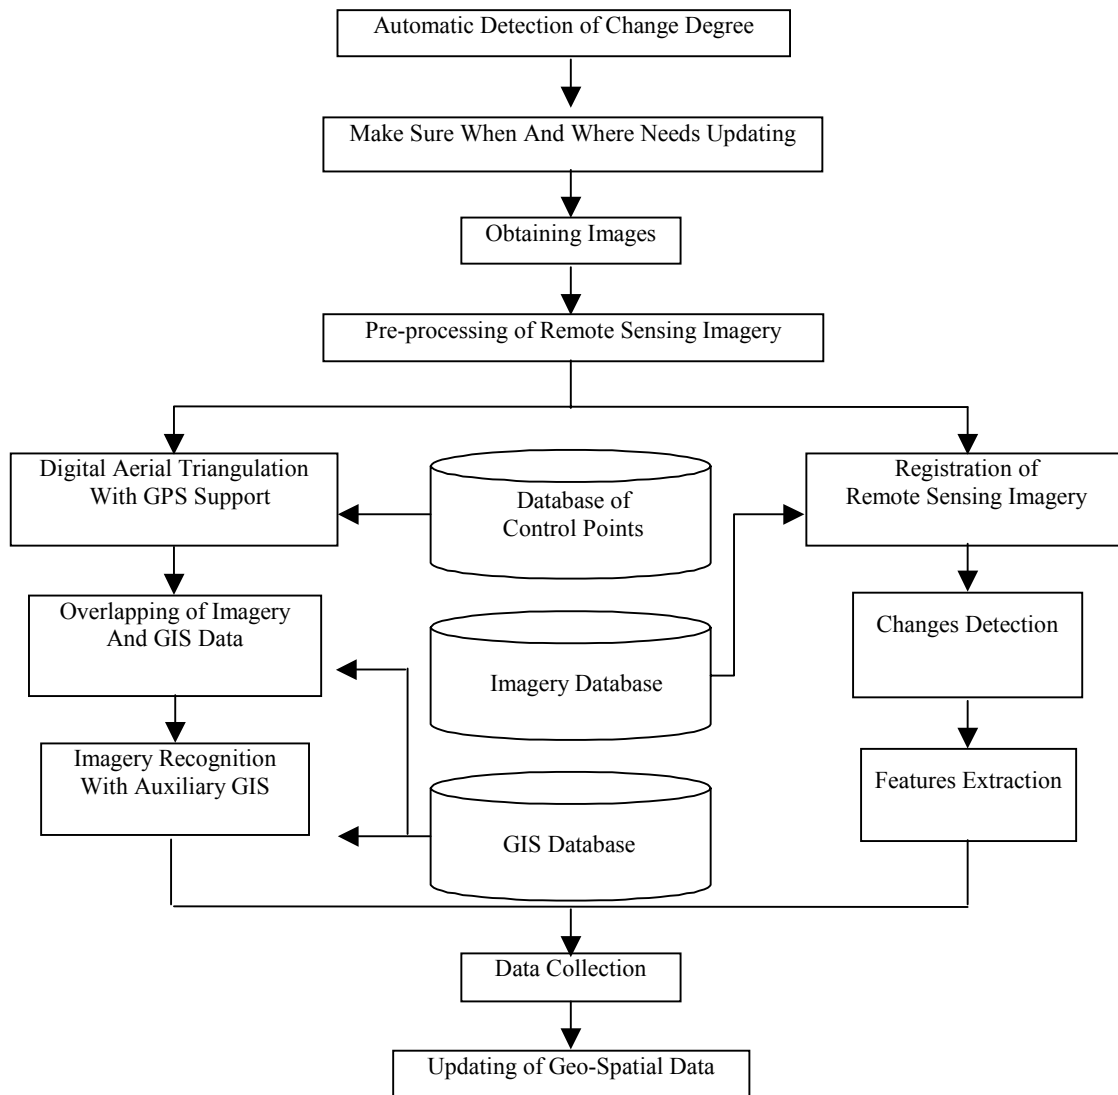 Automatic Detection of Change Degree
Make Sure When And Where Needs Updating
Obtaining Images
Pre-processing of Remote Sensing Imagery
Digital Aerial Triangulation
With GPS Support
Database of
Control Points
Registration of
Remote Sensing Imagery
Overlapping of Imagery
And GIS Data
Imagery Database
Changes Detection
Imagery Recognition
With Auxiliary GIS
GIS Database
Features Extraction
Data Collection
Updating of Geo-Spatial Data